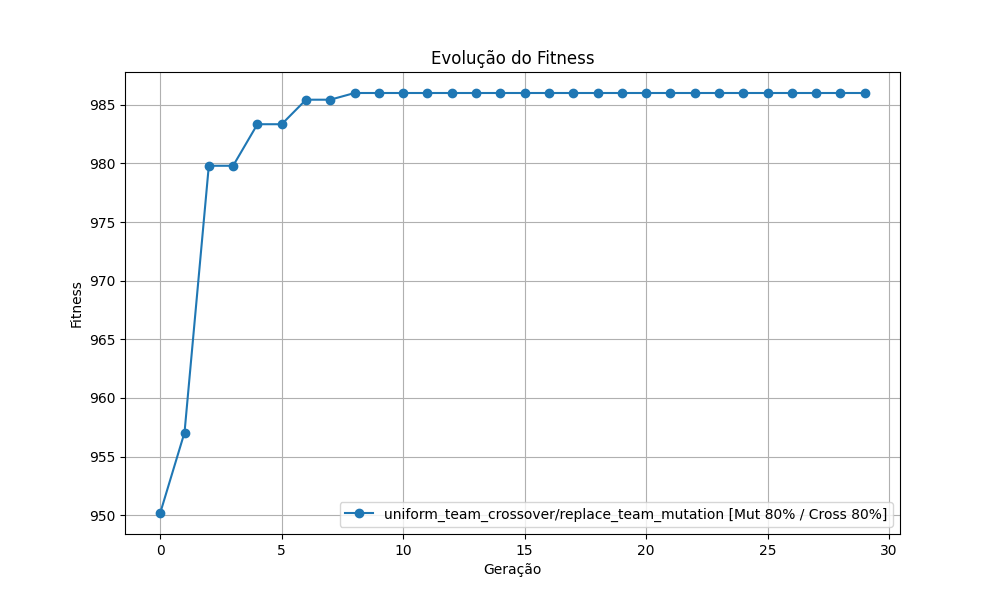 Evolução do Fitness
Fitness
985
980
975
970
965
960
955
950
uniform_team_crossover/replace_team_mutation [Mut 80% / Cross 80%]
0 5 10 15 20 25 30
Geração